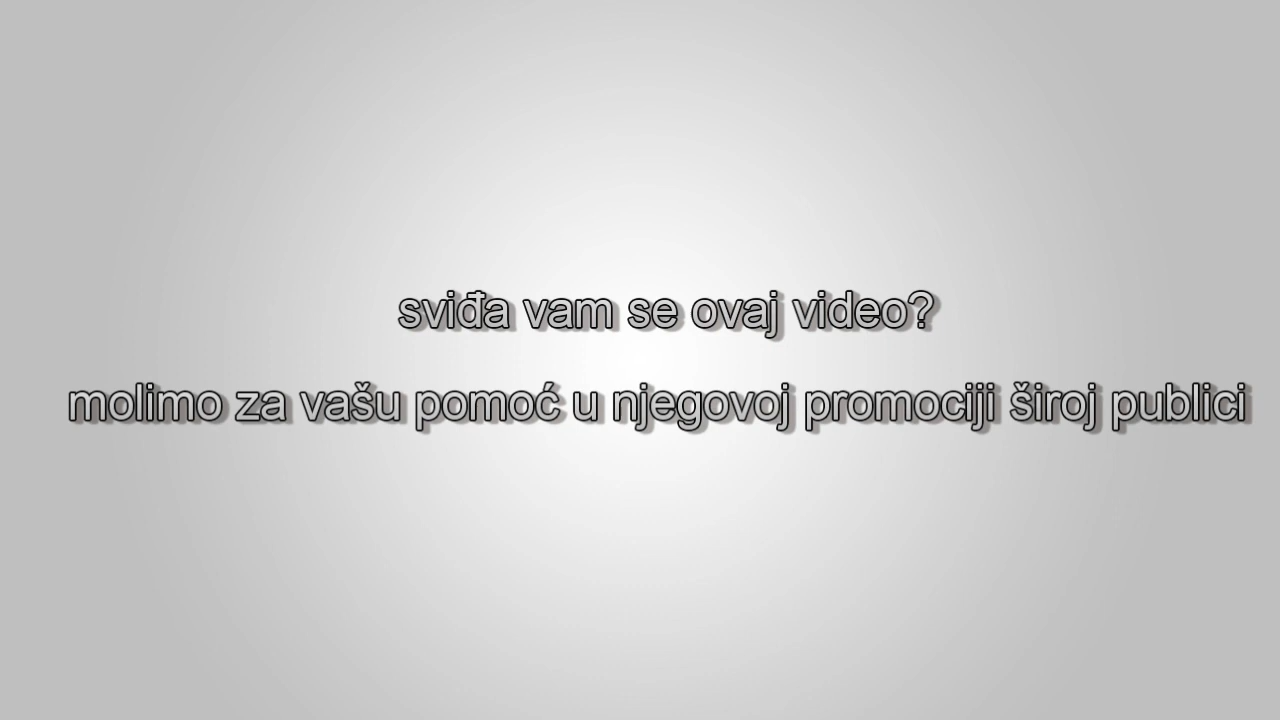 sviđa vam se ovaj video?
molimo za vašu pomoć u njegovoj promociji široj publici